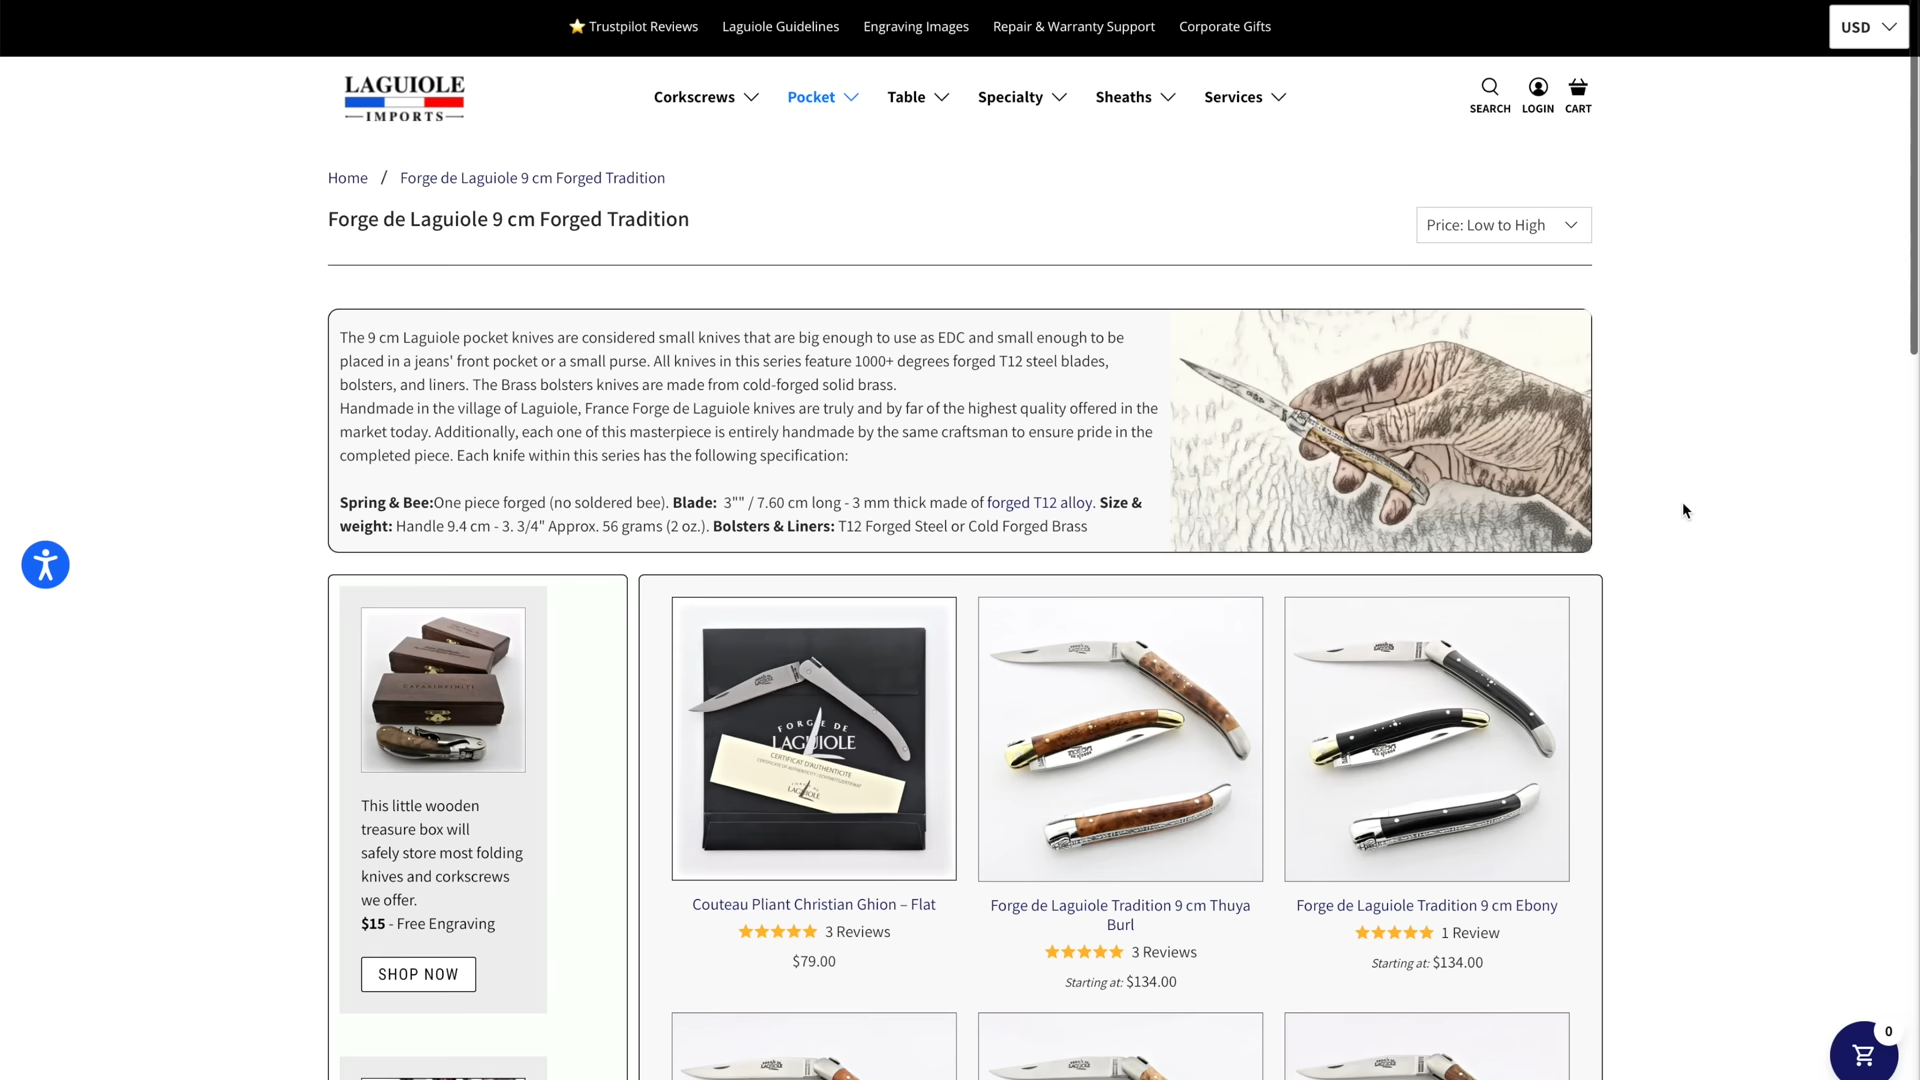 ⭐ Trustpilot Reviews Laguiole Guidelines Engraving Images Repair & Warranty Support Corporate Gifts
USD
LAGUIOLE
IMPORTS
Corkscrews Pocket Table Specialty Sheaths Services
SEARCH LOGIN CART
Home / Forge de Laguiole 9 cm Forged Tradition
Forge de Laguiole 9 cm Forged Tradition
Price: Low to High
The 9 cm Laguiole pocket knives are considered small knives that are big enough to use as EDC and small enough to be
placed in a jeans' front pocket or a small purse. All knives in this series feature 1000+ degrees forged T12 steel blades,
bolsters, and liners. The Brass bolsters knives are made from cold-forged solid brass.
Handmade in the village of Laguiole, France Forge de Laguiole knives are truly and by far of the highest quality offered in the
market today. Additionally, each one of this masterpiece is entirely handmade by the same craftsman to ensure pride in the
completed piece. Each knife within this series has the following specification:
Spring & Bee:One piece forged (no soldered bee). Blade: 3"" / 7.60 cm long - 3 mm thick made of forged T12 alloy. Size &
weight: Handle 9.4 cm - 3. 3/4" Approx. 56 grams (2 oz.). Bolsters & Liners: T12 Forged Steel or Cold Forged Brass
This little wooden
treasure box will
safely store most folding
knives and corkscrews
we offer.
$15 - Free Engraving
SHOP NOW
FORGE DE
LAGUIOLE
CERTIFICAT D'AUTHENTICITE
Couteau Pliant Christian Ghion – Flat
3 Reviews
$79.00
Forge de Laguiole Tradition 9 cm Thuya
Burl
3 Reviews
Starting at: $134.00
Forge de Laguiole Tradition 9 cm Ebony
1 Review
Starting at: $134.00
0